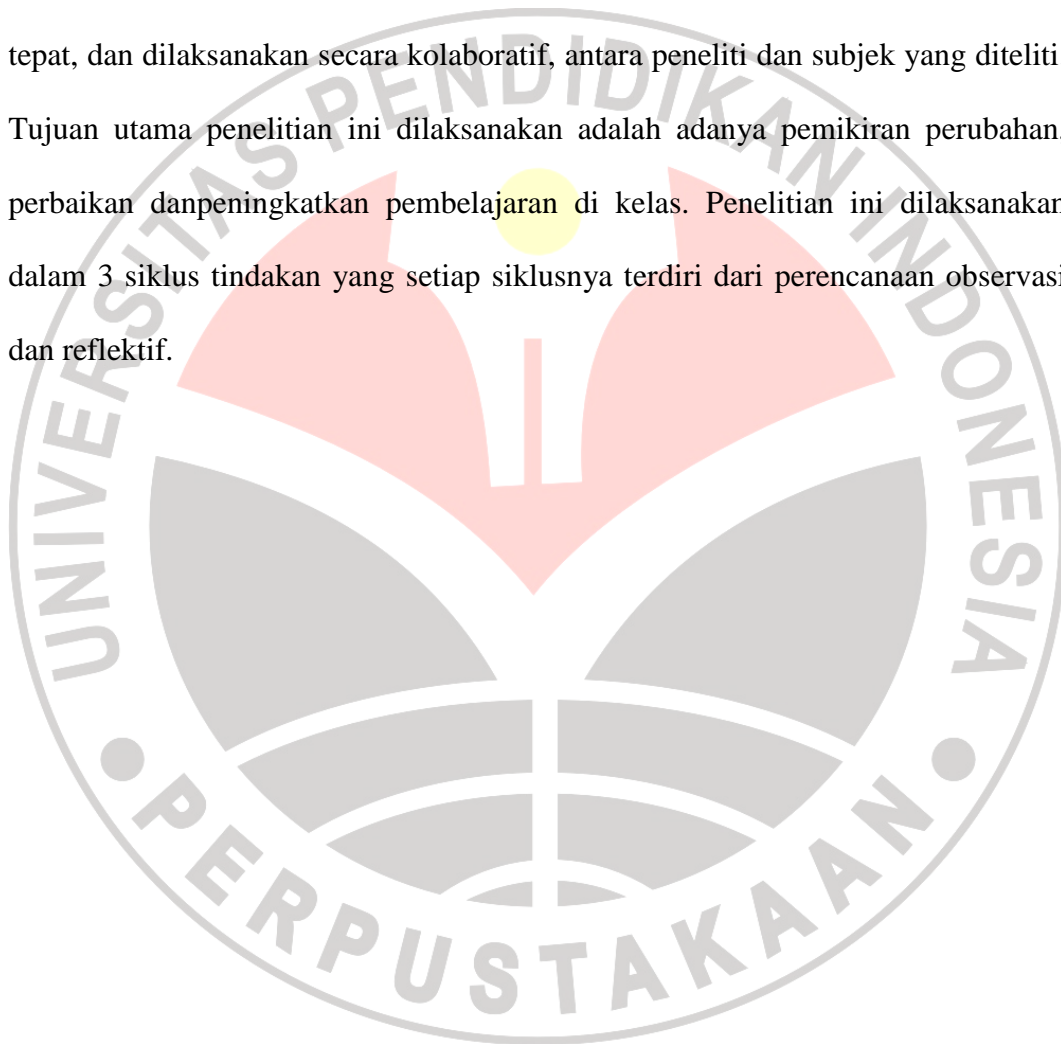 tepat, dan dilaksanakan secara kolaboratif, antara peneliti dan subjek yang diteliti
Tujuan utama penelitian ini dilaksanakan adalah adanya pemikiran perubahan.
perbaikan danpeningkatkan pembelajaran di kelas. Penelitian ini dilaksanakan
dalam 3 siklus tindakan yang setiap siklusnya terdiri dari perencanaan observasi
dan reflektif.
UNIVERSITAS PENDIDIKAN INDONESIA
PERPUSTAKAAN